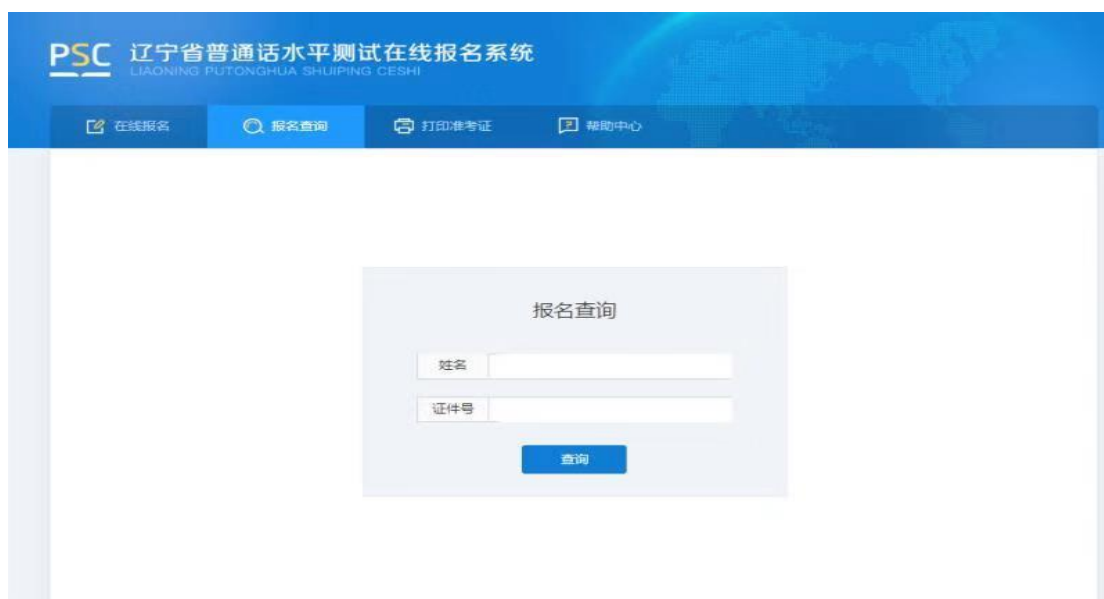 PSC 辽宁省普通话水平测试在线报名系统
LIAONING PUTONGHUA SHUIPING CESHI
在线报名 报名查询 打印准考证 帮助中心
报名查询
姓名
证件号
查询